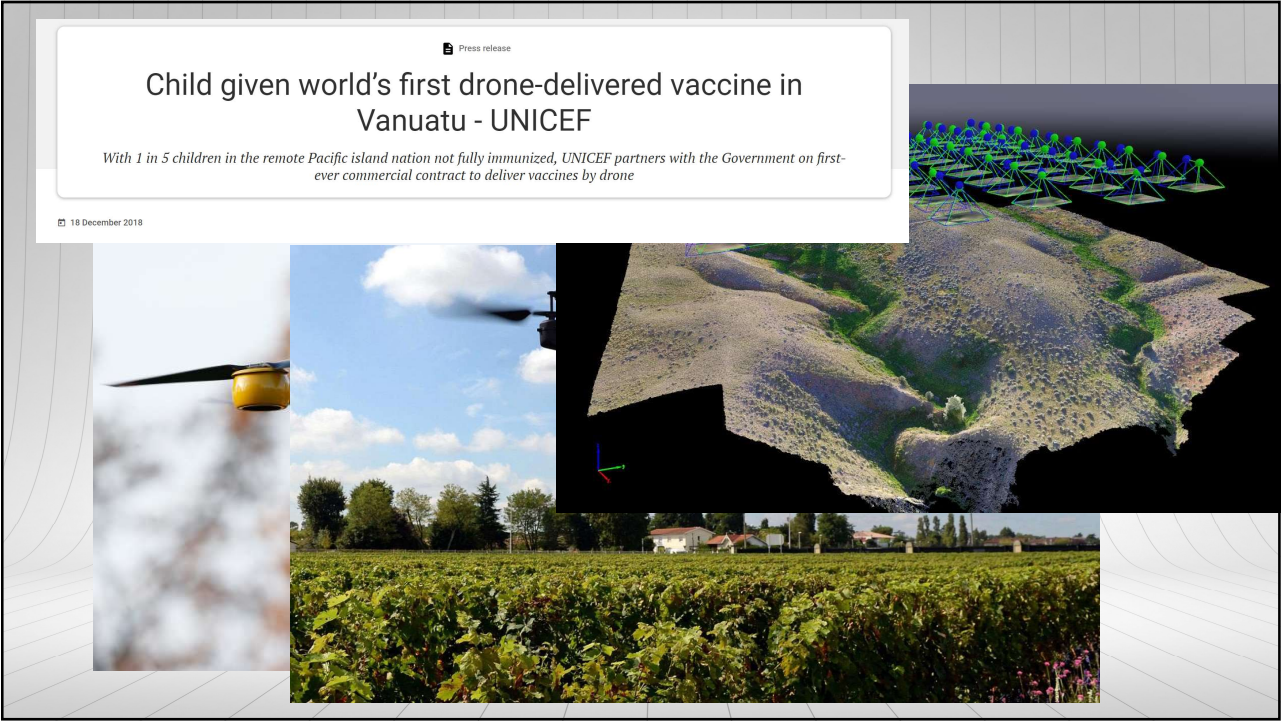 Press release
Child given world’s first drone-delivered vaccine in
Vanuatu - UNICEF
With 1 in 5 children in the remote Pacific island nation not fully immunized, UNICEF partners with the Government on first-
ever commercial contract to deliver vaccines by drone
18 December 2018